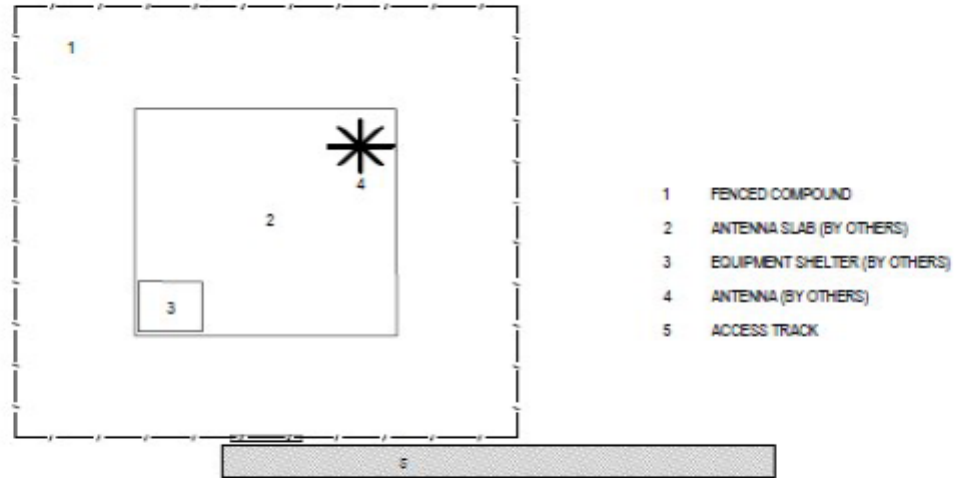 1
4
2
3
5
1 FENCED COMPOUND
2 ANTENNA SLAB (BY OTHERS)
3 EQUIPMENT SHELTER (BY OTHERS)
4 ANTENNA (BY OTHERS)
5 ACCESS TRACK